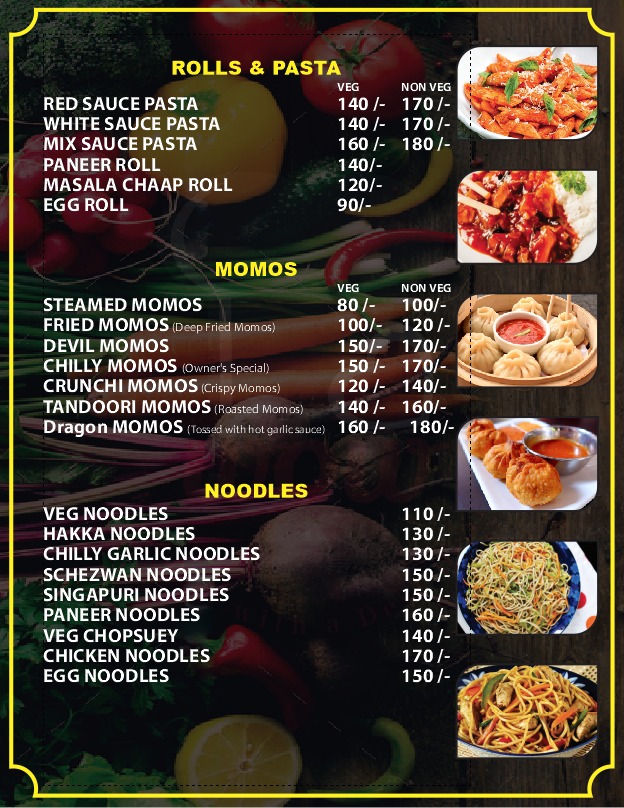 ROLLS & PASTA
VEG NON VEG
RED SAUCE PASTA 140 /- 170 /-
WHITE SAUCE PASTA 140 /- 170 /-
MIX SAUCE PASTA 160 /- 180 /-
PANEER ROLL 140/-
MASALA CHAAP ROLL 120/-
EGG ROLL 90/-
MOMOS
VEG NON VEG
STEAMED MOMOS 80 /- 100/-
FRIED MOMOS (Deep Fried Momos) 100/- 120 /-
DEVIL MOMOS 150/- 170/-
CHILLY MOMOS (Owner's Special) 150 /- 170/-
CRUNCHI MOMOS (Crispy Momos) 120 /- 140/-
TANDOORI MOMOS (Roasted Momos) 140 /- 160/-
Dragon MOMOS (Tossed with hot garlic sauce) 160 /- 180/-
NOODLES
VEG NOODLES 110 /-
HAKKA NOODLES 130 /-
CHILLY GARLIC NOODLES 130 /-
SCHEZWAN NOODLES 150 /-
SINGAPURI NOODLES 150 /-
PANEER NOODLES 160 /-
VEG CHOPSUEY 140 /-
CHICKEN NOODLES 170 /-
EGG NOODLES 150 /-